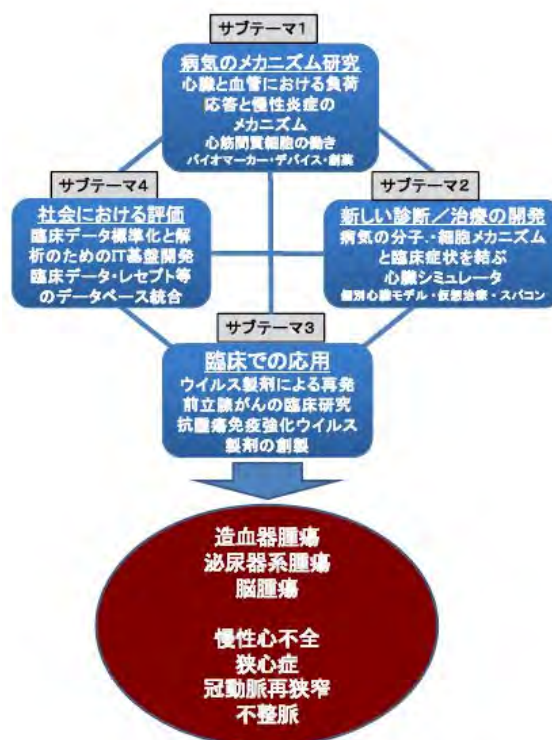 サブテーマ1
病気のメカニズム研究
心臓と血管における負荷
応答と慢性炎症の
メカニズム
心筋間質細胞の働き
バイオマーカー・デバイス・創薬
サブテーマ4
社会における評価
臨床データ標準化と解
析のためのIT基盤開発
臨床データ・レセプト等
のデータベース統合
サブテーマ2
新しい診断／治療の開発
病気の分子.・細胞メカニズム
と臨床症状を結ぶ
心臓シミュレータ
個別心臓モデル・仮想治療・スパコン
サブテーマ3
臨床での応用
ウイルス製剤による再発
前立腺がんの臨床研究
抗腫瘍免疫強化ウイルス
製剤の創製
造血器腫瘍
泌尿器系腫瘍
脳腫瘍
慢性心不全
狭心症
冠動脈再狭窄
不整脈